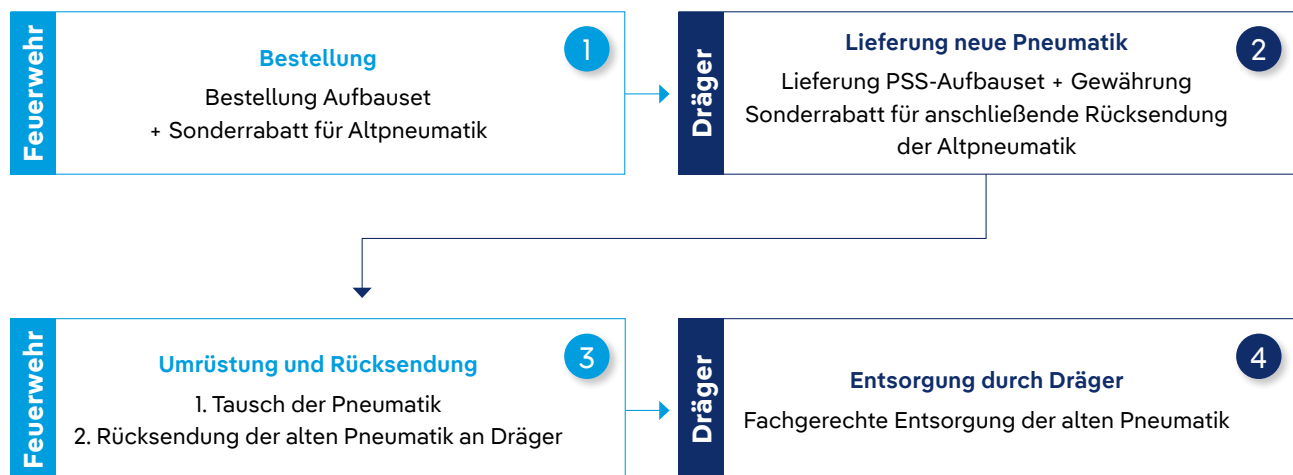 Feuerwehr
Bestellung
1
Bestellung Aufbauset
+ Sonderrabatt für Altpneumatik
Dräger
Lieferung neue Pneumatik
2
Lieferung PSS-Aufbauset + Gewährung
Sonderrabatt für anschließende Rücksendung
der Altpneumatik
Feuerwehr
Umrüstung und Rücksendung
3
1. Tausch der Pneumatik
2. Rücksendung der alten Pneumatik an Dräger
Dräger
Entsorgung durch Dräger
4
Fachgerechte Entsorgung der alten Pneumatik